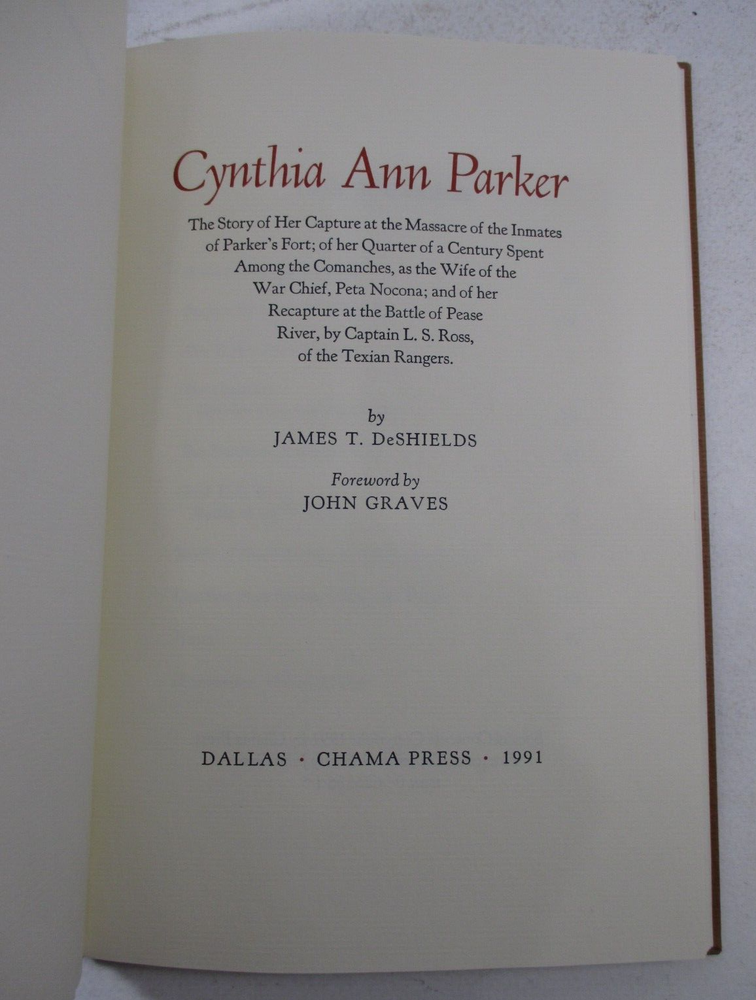 Cynthia Ann Parker
The Story of Her Capture at the Massacre of the Inmates
of Parker's Fort; of her Quarter of a Century Spent
Among the Comanches, as the Wife of the
War Chief, Peta Nocona; and of her
Recapture at the Battle of Pease
River, by Captain L. S. Ross,
of the Texian Rangers.
by
JAMES T. DeSHIELDS
Foreword by
JOHN GRAVES
DALLAS · CHAMA PRESS · 1991